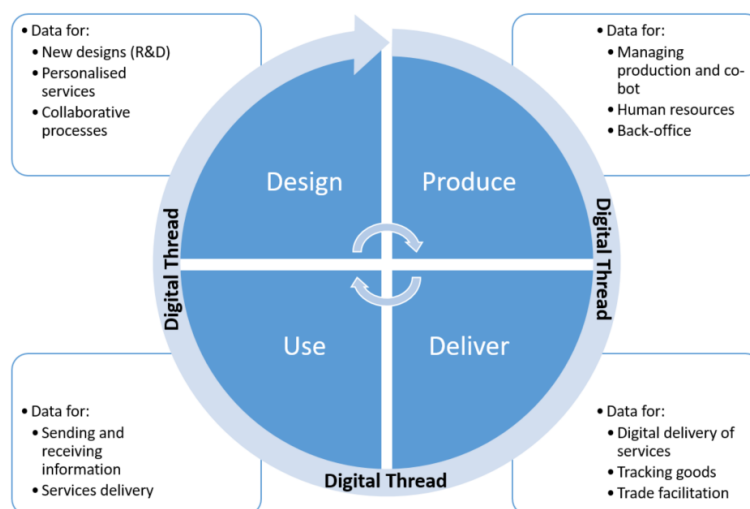 • Data for:
• New designs (R&D)
• Personalised
services
• Collaborative
processes
• Data for:
• Managing
production and co-
bot
• Human resources
• Back-office
Design
Produce
Digital Thread
Digital Thread
Use
Deliver
• Data for:
• Sending and
receiving
information
• Services delivery
• Data for:
• Digital delivery of
services
• Tracking goods
• Trade facilitation
Digital Thread